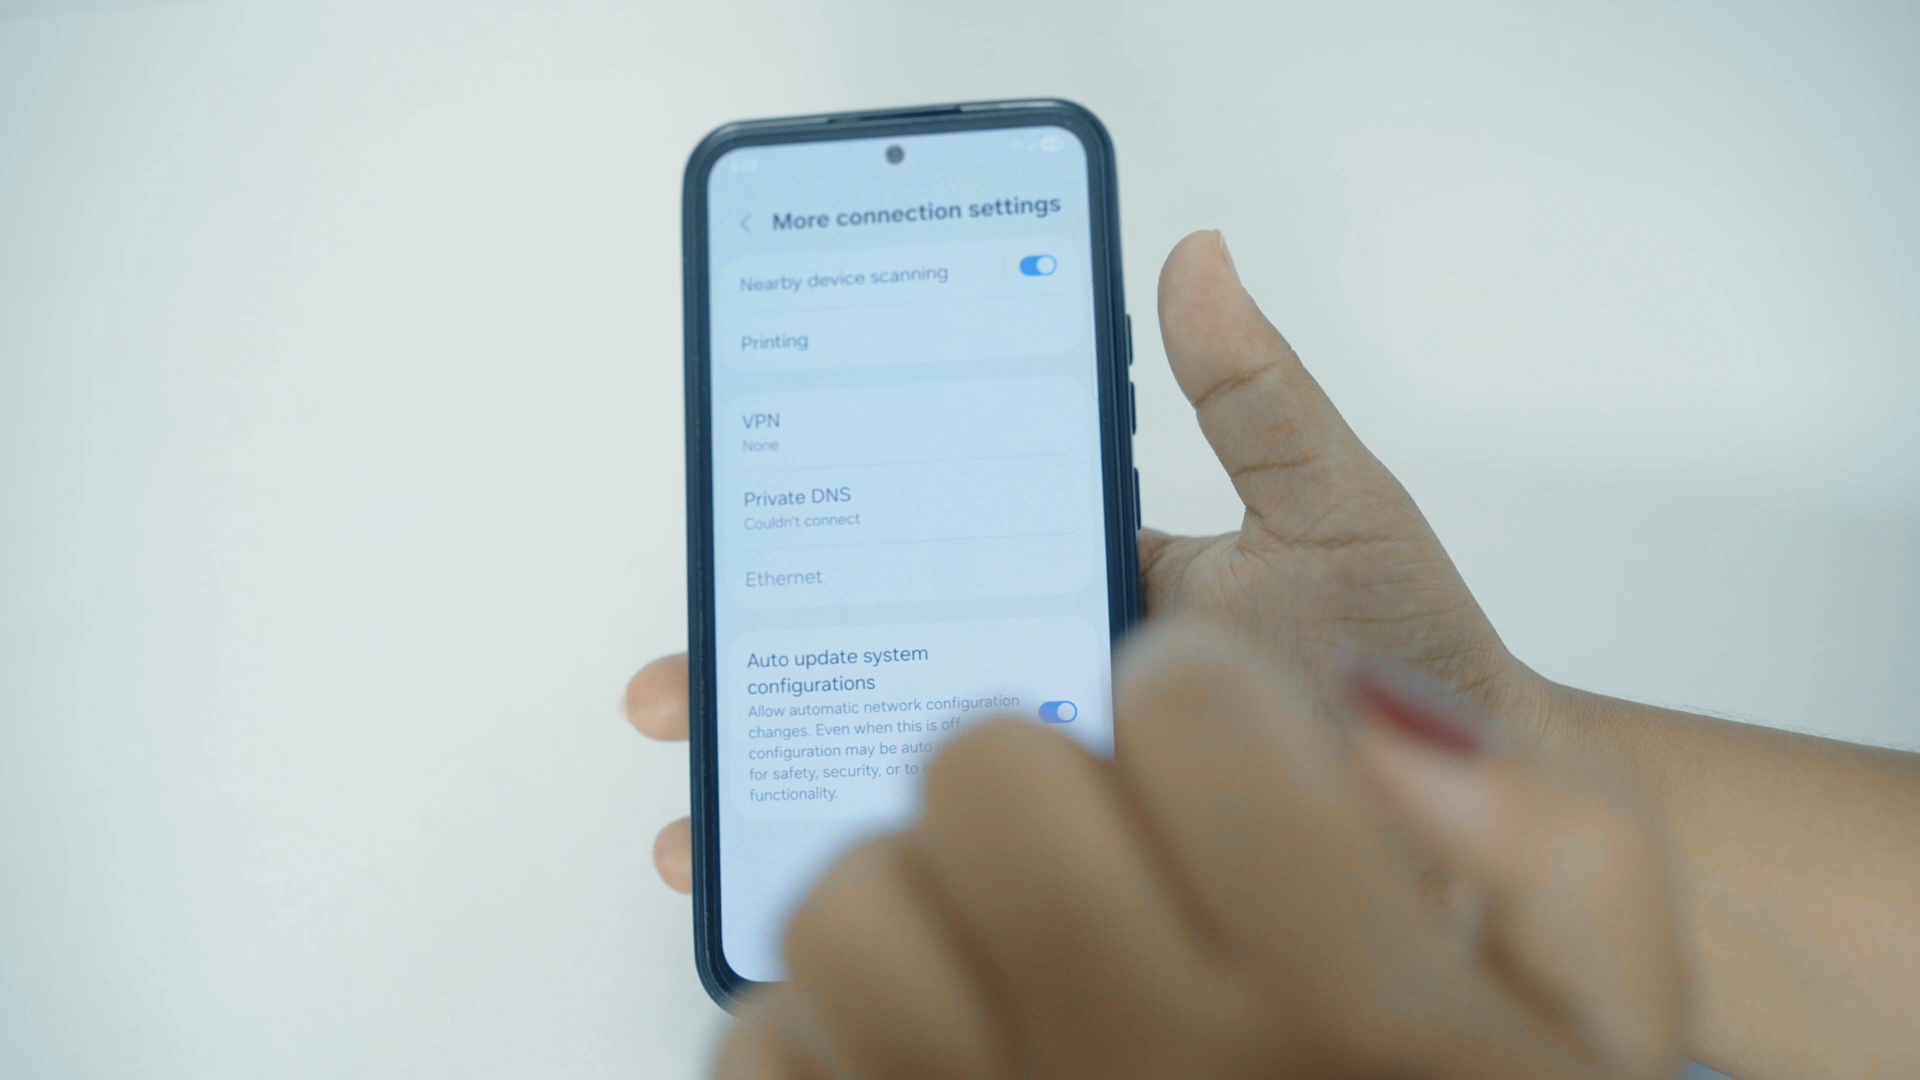 More connection settings
Nearby device scanning
Printing
VPN
None
Private DNS
Couldn't connect
Ethernet
Auto update system
configurations
Allow automatic network configuration
changes. Even when this is off,
configuration may be auto
for safety, security, or to
functionality.